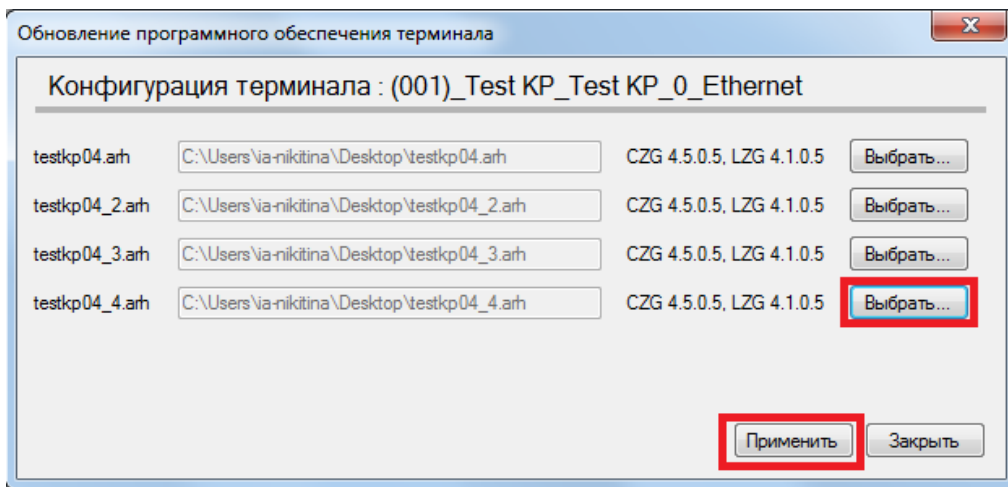 Обновление программного обеспечения терминала
Конфигурация терминала : (001)_Test KP_Test KP_0_Ethernet
testkp04.arh C:\Users\ia-nikitina\Desktop\testkp04.arh CZG 4.5.0.5, LZG 4.1.0.5 Выбрать...
testkp04_2.arh C:\Users\ia-nikitina\Desktop\testkp04_2.arh CZG 4.5.0.5, LZG 4.1.0.5 Выбрать...
testkp04_3.arh C:\Users\ia-nikitina\Desktop\testkp04_3.arh CZG 4.5.0.5, LZG 4.1.0.5 Выбрать...
testkp04_4.arh C:\Users\ia-nikitina\Desktop\testkp04_4.arh CZG 4.5.0.5, LZG 4.1.0.5 Выбрать...
Применить Закрыть